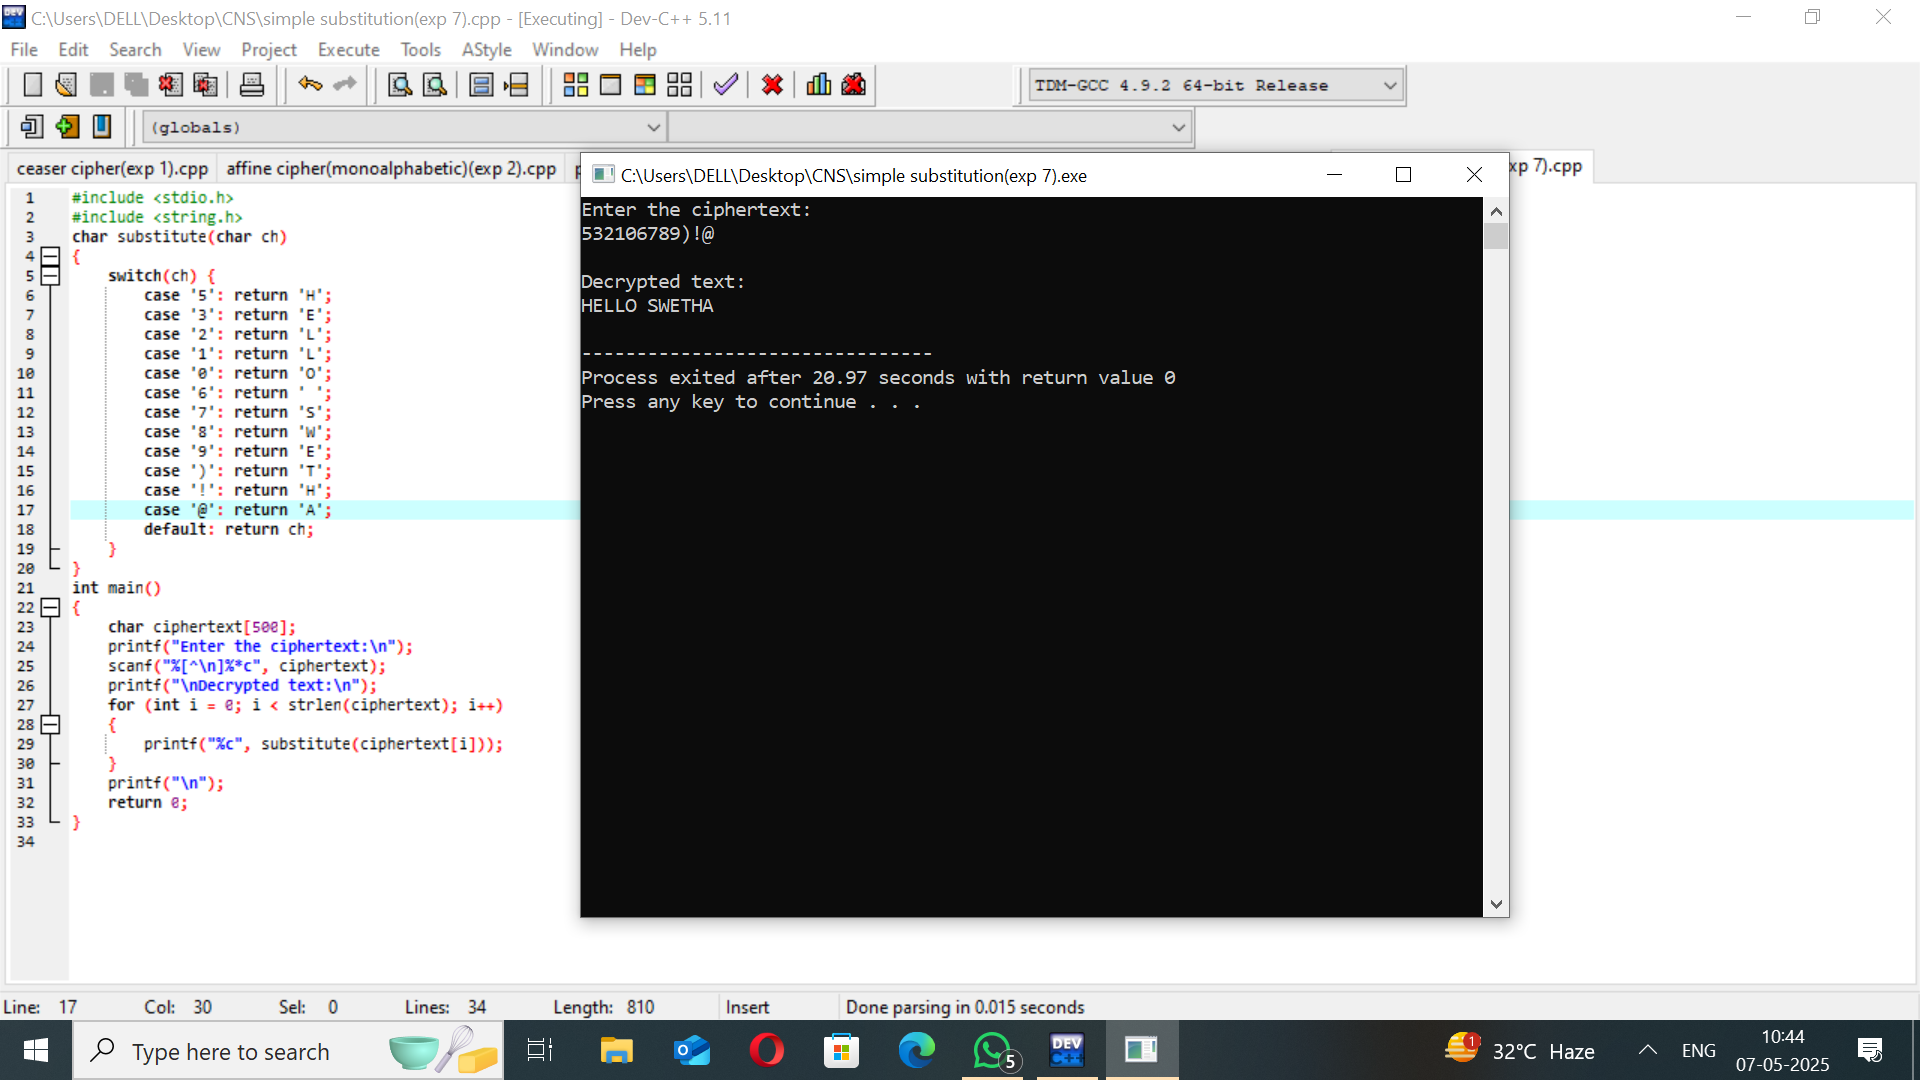 C:\Users\DELL\Desktop\CNS\simple substitution(exp 7).cpp - [Executing] - Dev-C++ 5.11
File Edit Search View Project Execute Tools AStyle Window Help
TDM-GCC 4.9.2 64-bit Release
(globals)
ceaser cipher(exp 1).cpp affine cipher(monoalphabetic)(exp 2).cpp xp 7).cpp
1 #include <stdio.h>
2 #include <string.h>
3 char substitute(char ch)
4 {
5 switch(ch) {
6 case '5': return 'H';
7 case '3': return 'E';
8 case '2': return 'L';
9 case '1': return 'L';
10 case '0': return 'O';
11 case '6': return ' ';
12 case '7': return 'S';
13 case '8': return 'W';
14 case '9': return 'E';
15 case ')': return 'T';
16 case '!': return 'H';
17 case '@': return 'A';
18 default: return ch;
19 }
20 }
21 int main()
22 {
23 char ciphertext[500];
24 printf("Enter the ciphertext:\n");
25 scanf("%[^\n]%*c", ciphertext);
26 printf("\nDecrypted text:\n");
27 for (int i = 0; i < strlen(ciphertext); i++)
28 {
29 printf("%c", substitute(ciphertext[i]));
30 }
31 printf("\n");
32 return 0;
33 }
34
C:\Users\DELL\Desktop\CNS\simple substitution(exp 7).exe
Enter the ciphertext:
532106789)!@
Decrypted text:
HELLO SWETHA
--------------------------------
Process exited after 20.97 seconds with return value 0
Press any key to continue . . .
Line: 17 Col: 30 Sel: 0 Lines: 34 Length: 810 Insert Done parsing in 0.015 seconds
Type here to search
5
DEV C++
1
32°C Haze
ENG
10:44
07-05-2025